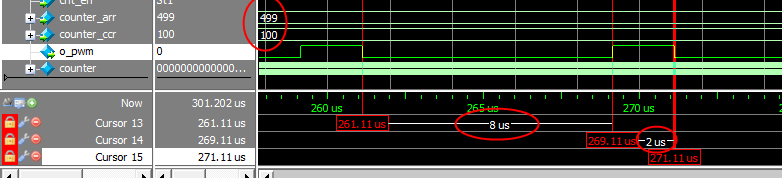 cnt_en St1
counter_arr 499 499
counter_ccr 100 100
o_pwm 0
counter 0000000000000...
Now 301.202 us 260 us 265 us 270 us
Cursor 13 261.11 us 261.11 us 8 us
Cursor 14 269.11 us 269.11 us 2 us
Cursor 15 271.11 us 271.11 us